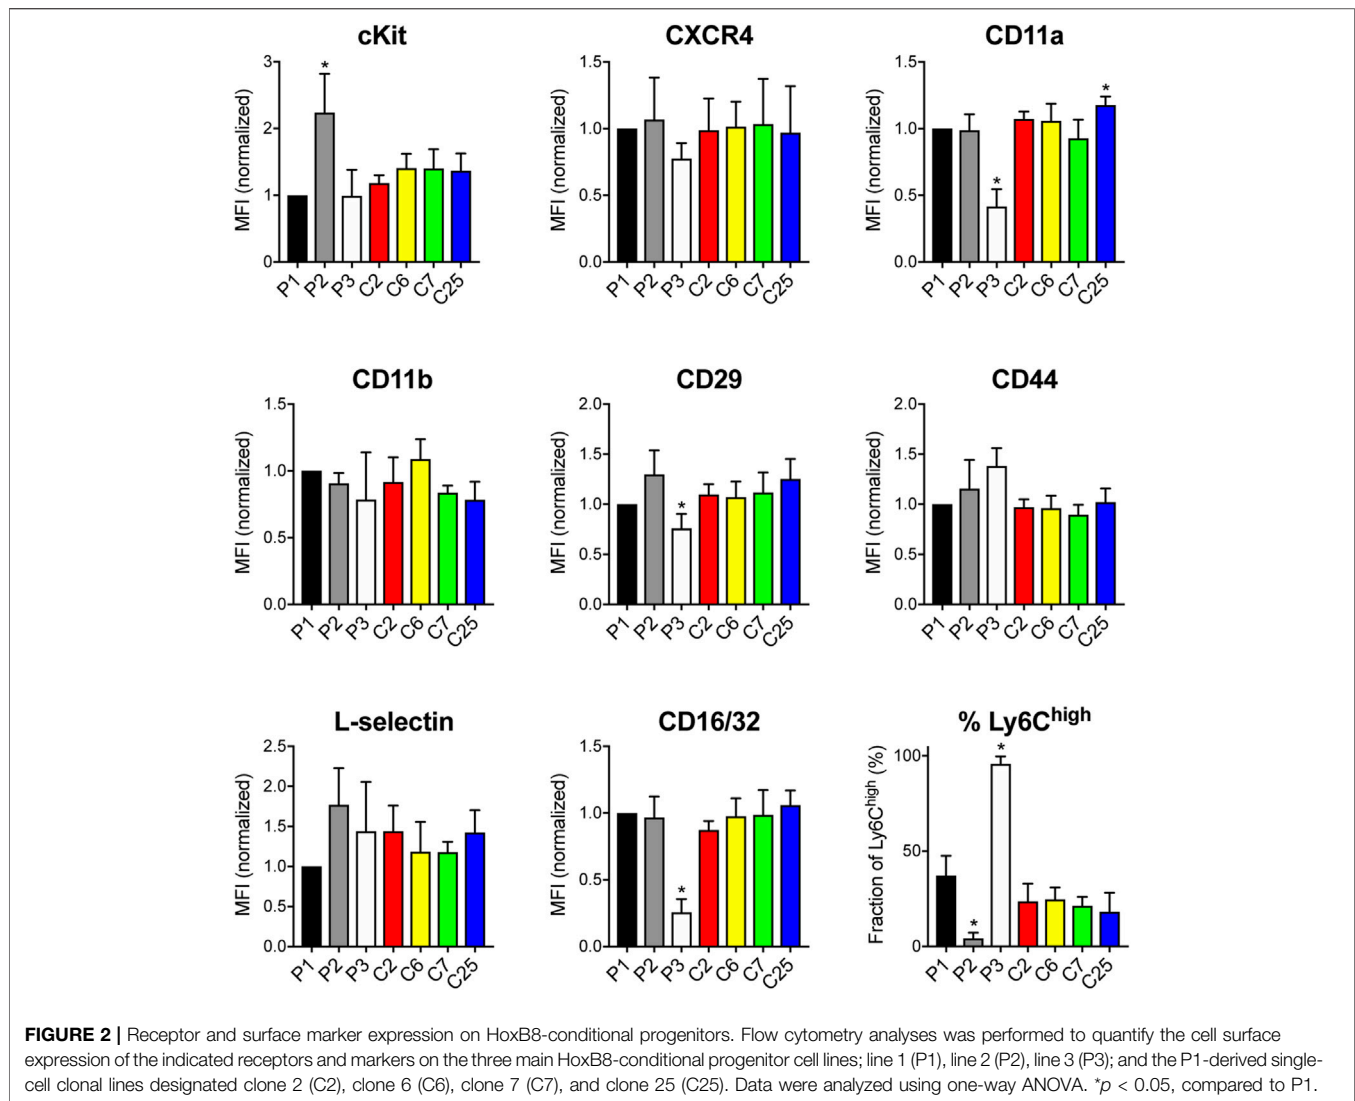 cKit
CXCR4
CD11a
MFI (normalized)
3
2
1
0
*
P1
P2
P3
C2
C6
C7
C25
MFI (normalized)
1.5
1.0
0.5
0.0
P1
P2
P3
C2
C6
C7
C25
MFI (normalized)
1.5
1.0
0.5
0.0
*
*
P1
P2
P3
C2
C6
C7
C25
CD11b
CD29
CD44
MFI (normalized)
1.5
1.0
0.5
0.0
P1
P2
P3
C2
C6
C7
C25
MFI (normalized)
2.0
1.5
1.0
0.5
0.0
*
P1
P2
P3
C2
C6
C7
C25
MFI (normalized)
2.0
1.5
1.0
0.5
0.0
P1
P2
P3
C2
C6
C7
C25
L-selectin
CD16/32
% Ly6Chigh
MFI (normalized)
2.5
2.0
1.5
1.0
0.5
0.0
P1
P2
P3
C2
C6
C7
C25
MFI (normalized)
1.5
1.0
0.5
0.0
*
P1
P2
P3
C2
C6
C7
C25
Fraction of Ly6Chigh (%)
100
50
0
*
*
P1
P2
P3
C2
C6
C7
C25
FIGURE 2 | Receptor and surface marker expression on HoxB8-conditional progenitors. Flow cytometry analyses was performed to quantify the cell surface
expression of the indicated receptors and markers on the three main HoxB8-conditional progenitor cell lines; line 1 (P1), line 2 (P2), line 3 (P3); and the P1-derived single-
cell clonal lines designated clone 2 (C2), clone 6 (C6), clone 7 (C7), and clone 25 (C25). Data were analyzed using one-way ANOVA. *p < 0.05, compared to P1.